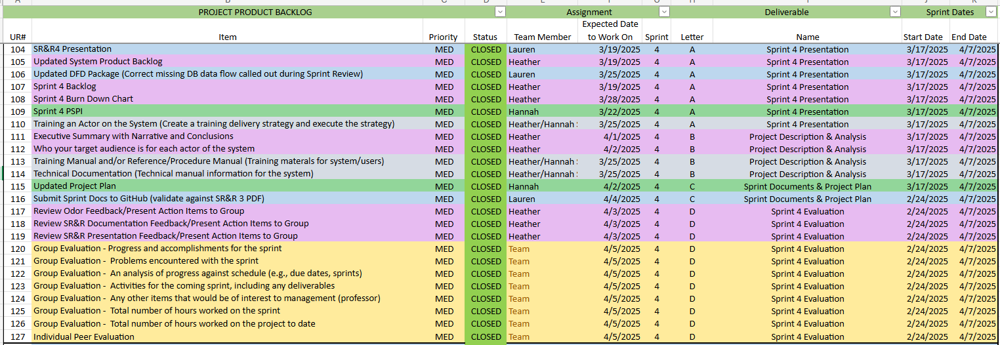 PROJECT PRODUCT BACKLOG Assignment Deliverable Sprint Dates
UR# Item Priority Status Team Member Expected Date to Work On Sprint Letter Name Start Date End Date
104 SR&R4 Presentation MED CLOSED Lauren 3/19/2025 4 A Sprint 4 Presentation 3/17/2025 4/7/2025
105 Updated System Product Backlog MED CLOSED Heather 3/19/2025 4 A Sprint 4 Presentation 3/17/2025 4/7/2025
106 Updated DFD Package (Correct missing DB data flow called out during Sprint Review) MED CLOSED Lauren 3/25/2025 4 A Sprint 4 Presentation 3/17/2025 4/7/2025
107 Sprint 4 Backlog MED CLOSED Heather 3/19/2025 4 A Sprint 4 Presentation 3/17/2025 4/7/2025
108 Sprint 4 Burn Down Chart MED CLOSED Heather 3/28/2025 4 A Sprint 4 Presentation 3/17/2025 4/7/2025
109 Sprint 4 PSPI MED CLOSED Hannah 3/22/2025 4 A Sprint 4 Presentation 3/17/2025 4/7/2025
110 Training an Actor on the System (Create a training delivery strategy and execute the strategy) MED CLOSED Heather/Hannah 3/25/2025 4 A Sprint 4 Presentation 3/17/2025 4/7/2025
111 Executive Summary with Narrative and Conclusions MED CLOSED Heather 4/1/2025 4 B Project Description & Analysis 3/17/2025 4/7/2025
112 Who your target audience is for each actor of the system MED CLOSED Heather 4/2/2025 4 B Project Description & Analysis 3/17/2025 4/7/2025
113 Training Manual and/or Reference/Procedure Manual (Training materals for system/users) MED CLOSED Heather/Hannah 3/25/2025 4 B Project Description & Analysis 3/17/2025 4/7/2025
114 Technical Documentation (Technical manual information for the system) MED CLOSED Heather/Hannah 3/25/2025 4 B Project Description & Analysis 3/17/2025 4/7/2025
115 Updated Project Plan MED CLOSED Hannah 4/2/2025 4 C Sprint Documents & Project Plan 3/17/2025 4/7/2025
116 Submit Sprint Docs to GitHub (validate against SR&R 3 PDF) MED CLOSED Lauren 4/4/2025 4 C Sprint Documents & Project Plan 2/24/2025 4/7/2025
117 Review Odor Feedback/Present Action Items to Group MED CLOSED Heather 4/3/2025 4 D Sprint 4 Evaluation 2/24/2025 4/7/2025
118 Review SR&R Documentation Feedback/Present Action Items to Group MED CLOSED Heather 4/3/2025 4 D Sprint 4 Evaluation 2/24/2025 4/7/2025
119 Review SR&R Presentation Feedback/Present Action Items to Group MED CLOSED Heather 4/3/2025 4 D Sprint 4 Evaluation 2/24/2025 4/7/2025
120 Group Evaluation - Progress and accomplishments for the sprint MED CLOSED Team 4/5/2025 4 D Sprint 4 Evaluation 2/24/2025 4/7/2025
121 Group Evaluation - Problems encountered with the sprint MED CLOSED Team 4/5/2025 4 D Sprint 4 Evaluation 2/24/2025 4/7/2025
122 Group Evaluation - An analysis of progress against schedule (e.g., due dates, sprints) MED CLOSED Team 4/5/2025 4 D Sprint 4 Evaluation 2/24/2025 4/7/2025
123 Group Evaluation - Activities for the coming sprint, including any deliverables MED CLOSED Team 4/5/2025 4 D Sprint 4 Evaluation 2/24/2025 4/7/2025
124 Group Evaluation - Any other items that would be of interest to management (professor) MED CLOSED Team 4/5/2025 4 D Sprint 4 Evaluation 2/24/2025 4/7/2025
125 Group Evaluation - Total number of hours worked on the sprint MED CLOSED Team 4/5/2025 4 D Sprint 4 Evaluation 2/24/2025 4/7/2025
126 Group Evaluation - Total number of hours worked on the project to date MED CLOSED Team 4/5/2025 4 D Sprint 4 Evaluation 2/24/2025 4/7/2025
127 Individual Peer Evaluation MED CLOSED Team 4/5/2025 4 D Sprint 4 Evaluation 2/24/2025 4/7/2025